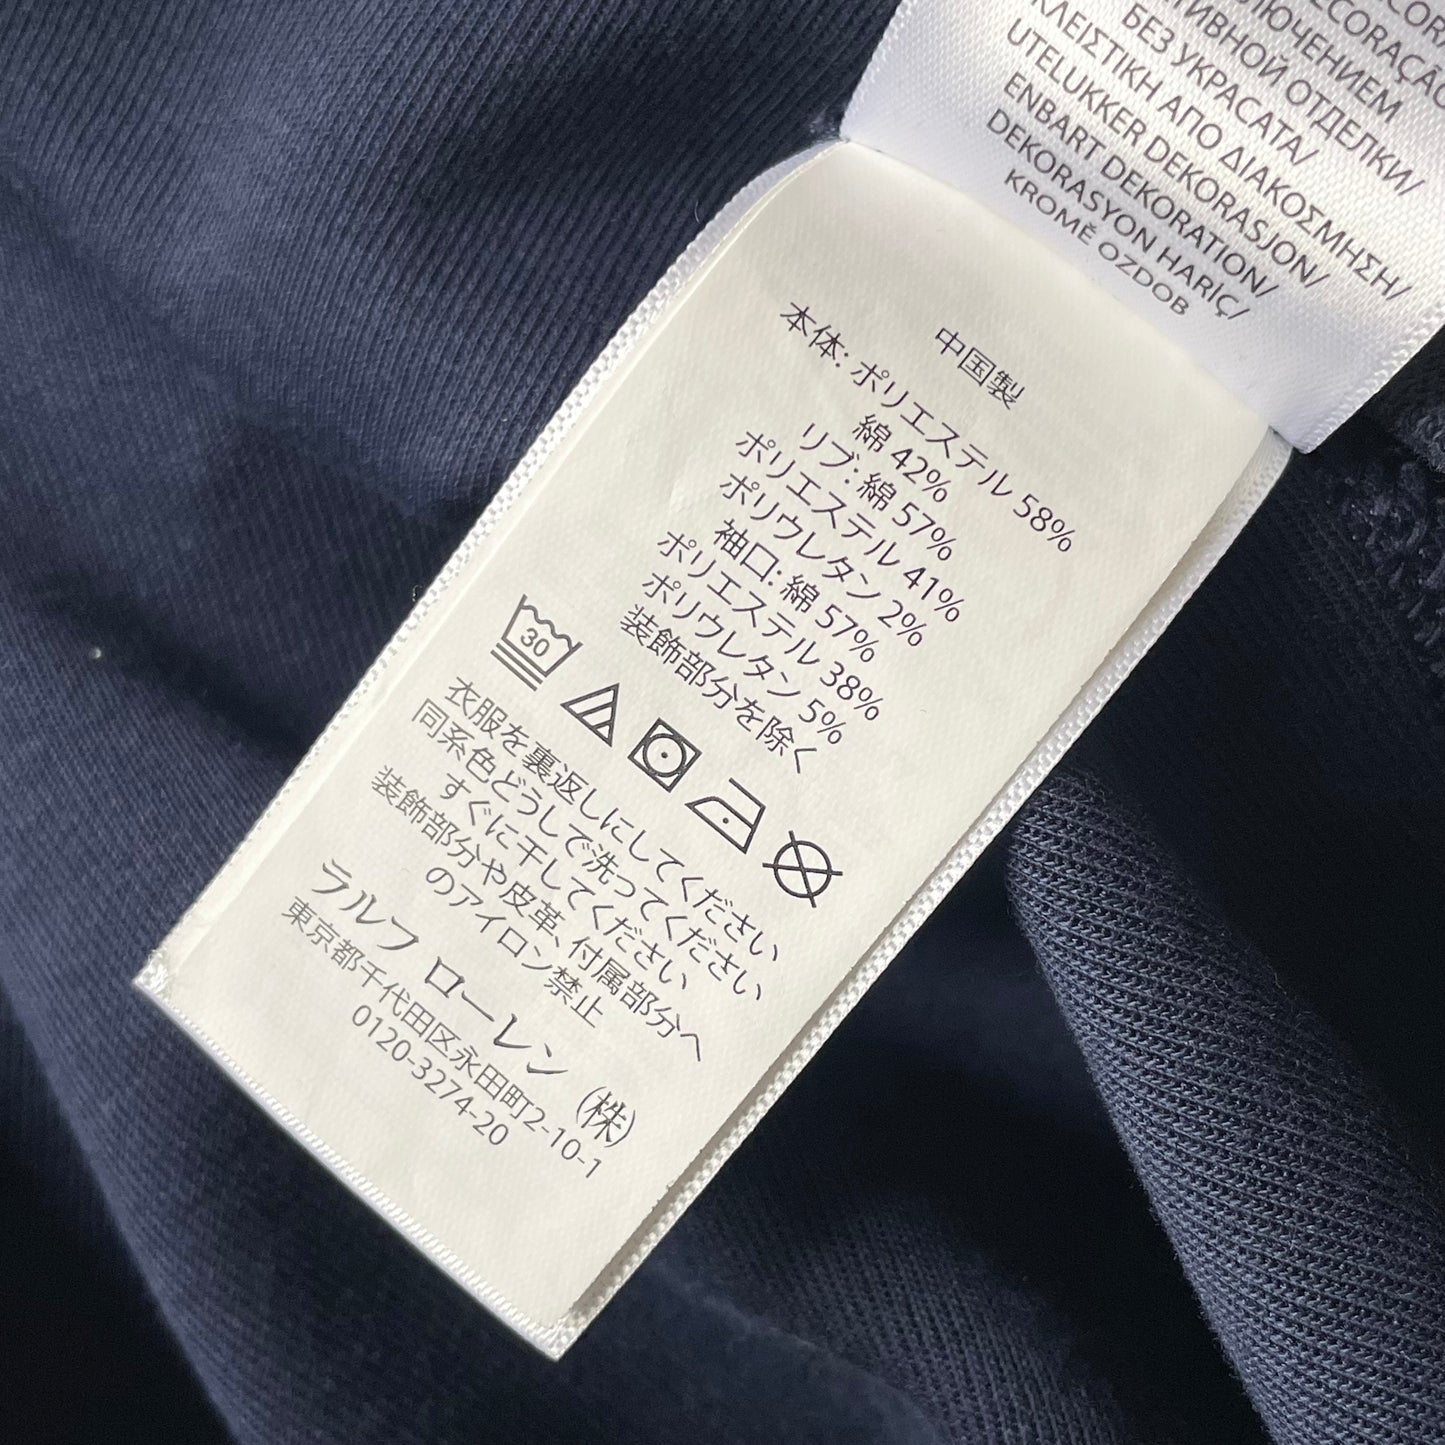 CORA
DECORAÇÃO
КЛЮЧЕНИЕМ
ТИВНОЙ ОТДЕЛКИ/
БЕЗ УКРАСАТА/
ΚΛΕΙΣΤΙΚΗ ΑΠΟ ΔΙΑΚΟΣΜΗΣΗ/
UTELUKKER DEKORASJON/
ENBART DEKORATION/
DEKORASYON HARIÇ/
KROMĚ OZDOB
中国製
本体: ポリエステル 58%
綿 42%
リブ: 綿 57%
ポリエステル 41%
ポリウレタン 2%
袖口: 綿 57%
ポリエステル 38%
ポリウレタン 5%
装飾部分を除く
30
衣服を裏返しにしてください
同系色どうしで洗ってください
すぐに干してください
装飾部分や皮革、付属部分へ
のアイロン禁止
ラルフ ローレン (株)
東京都千代田区永田町2-10-1
0120-3274-20